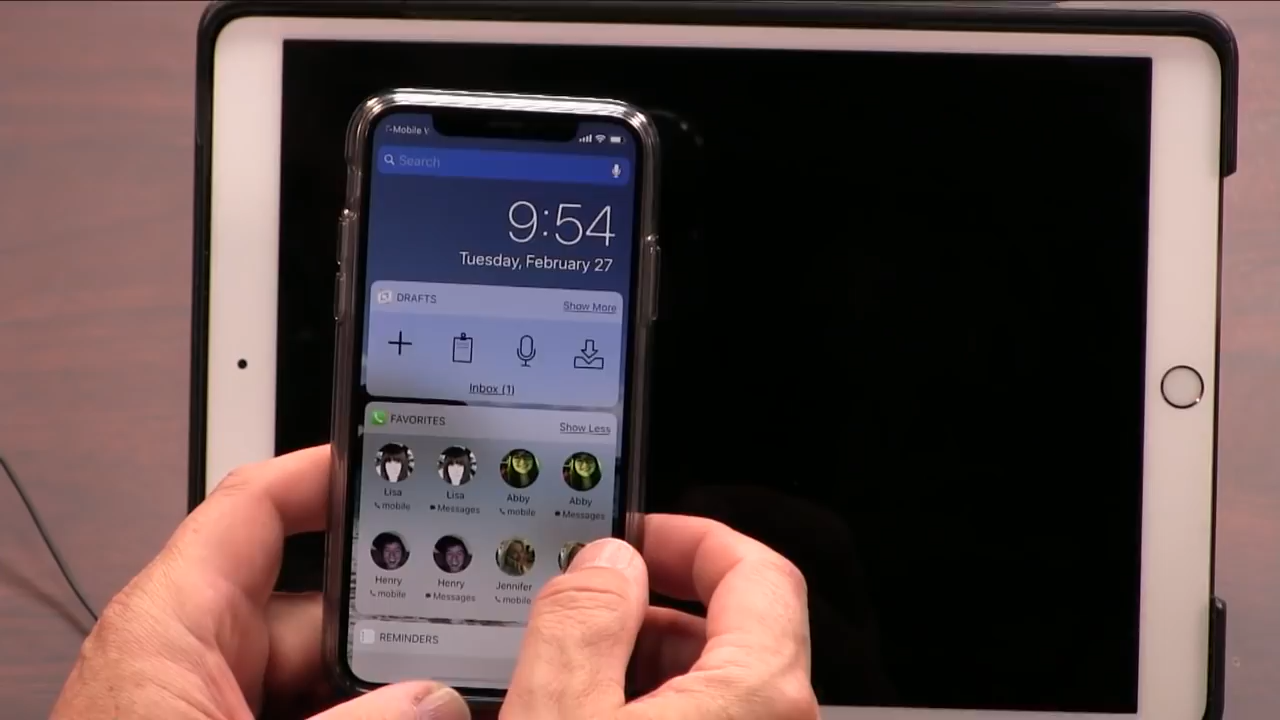 Mobile
Search
9:54
Tuesday, February 27
DRAFTS Show More
Inbox (1)
FAVORITES Show Less
Lisa Lisa Abby Abby
mobile Messages mobile Messages
Henry Henry Jennifer
mobile Messages mobile
REMINDERS